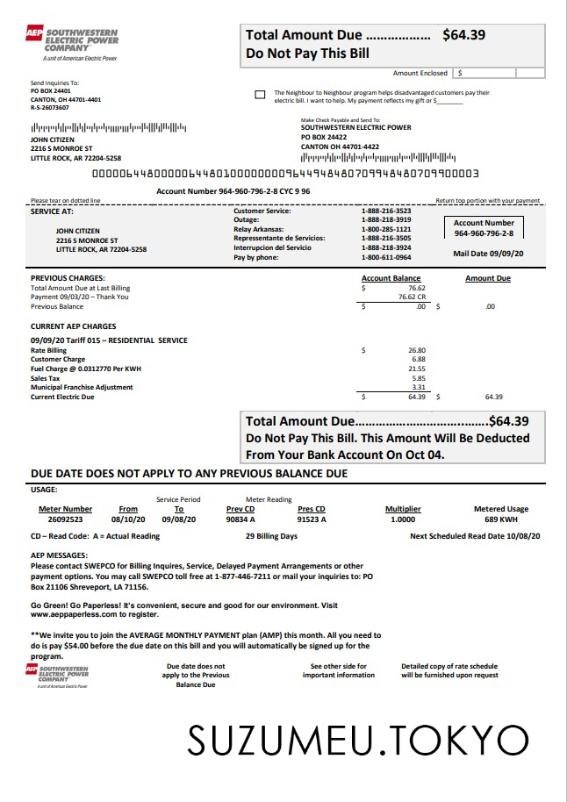 AEP SOUTHWESTERN
ELECTRIC POWER
COMPANY
A unit of American Electric Power
Total Amount Due ……………… $64.39
Do Not Pay This Bill
Amount Enclosed $
Send Inquiries To:
PO BOX 24401
CANTON, OH 44701-4401
R-S-26073607
The Neighbour to Neighbour program helps disadvantaged customers pay their
electric bill. I want to help. My payment reflects my gift or $_______
Make Check Payable and Send To:
SOUTHWESTERN ELECTRIC POWER
PO BOX 24422
CANTON OH 44701-4422
JOHN CITIZEN
2216 S MONROE ST
LITTLE ROCK, AR 72204-5258
Account Number 964-960-796-2-8 CYC 9 96
Please tear on dotted line Return top portion with your payment
SERVICE AT:
JOHN CITIZEN
2216 S MONROE ST
LITTLE ROCK, AR 72204-5258
Customer Service: 1-888-216-3523
Outage: 1-888-218-3919
Relay Arkansas: 1-800-285-1121
Representante de Servicios: 1-888-216-3505
Interrupcion del Servicio 1-888-218-3924
Pay by phone: 1-800-611-0964
Account Number
964-960-796-2-8
Mail Date 09/09/20
PREVIOUS CHARGES: Account Balance Amount Due
Total Amount Due at Last Billing $ 76.62
Payment 09/03/20 – Thank You 76.62 CR
Previous Balance $ .00 $ .00
CURRENT AEP CHARGES
09/09/20 Tariff 015 – RESIDENTIAL SERVICE
Rate Billing $ 26.80
Customer Charge 6.88
Fuel Charge @ 0.0312770 Per KWH 21.55
Sales Tax 5.85
Municipal Franchise Adjustment 3.31
Current Electric Due $ 64.39 $ 64.39
Total Amount Due……………………………..…….$64.39
Do Not Pay This Bill. This Amount Will Be Deducted
From Your Bank Account On Oct 04.
DUE DATE DOES NOT APPLY TO ANY PREVIOUS BALANCE DUE
USAGE:
Service Period Meter Reading
Meter Number From To Prev CD Pres CD Multiplier Metered Usage
26092523 08/10/20 09/08/20 90834 A 91523 A 1.0000 689 KWH
CD – Read Code: A = Actual Reading 29 Billing Days Next Scheduled Read Date 10/08/20
AEP MESSAGES:
Please contact SWEPCO for Billing Inquires, Service, Delayed Payment Arrangements or other
payment options. You may call SWEPCO toll free at 1-877-446-7211 or mail your inquiries to: PO
Box 21106 Shreveport, LA 71156.
Go Green! Go Paperless! It's convenient, secure and good for our environment. Visit
www.aeppaperless.com to register.
**We invite you to join the AVERAGE MONTHLY PAYMENT plan (AMP) this month. All you need to
do is pay $54.00 before the due date on this bill and you will automatically be signed up for the
program.
AEP SOUTHWESTERN
ELECTRIC POWER
COMPANY
A unit of American Electric Power
Due date does not
apply to the Previous
Balance Due
See other side for
important information
Detailed copy of rate schedule
will be furnished upon request
SUZUMEU.TOKYO